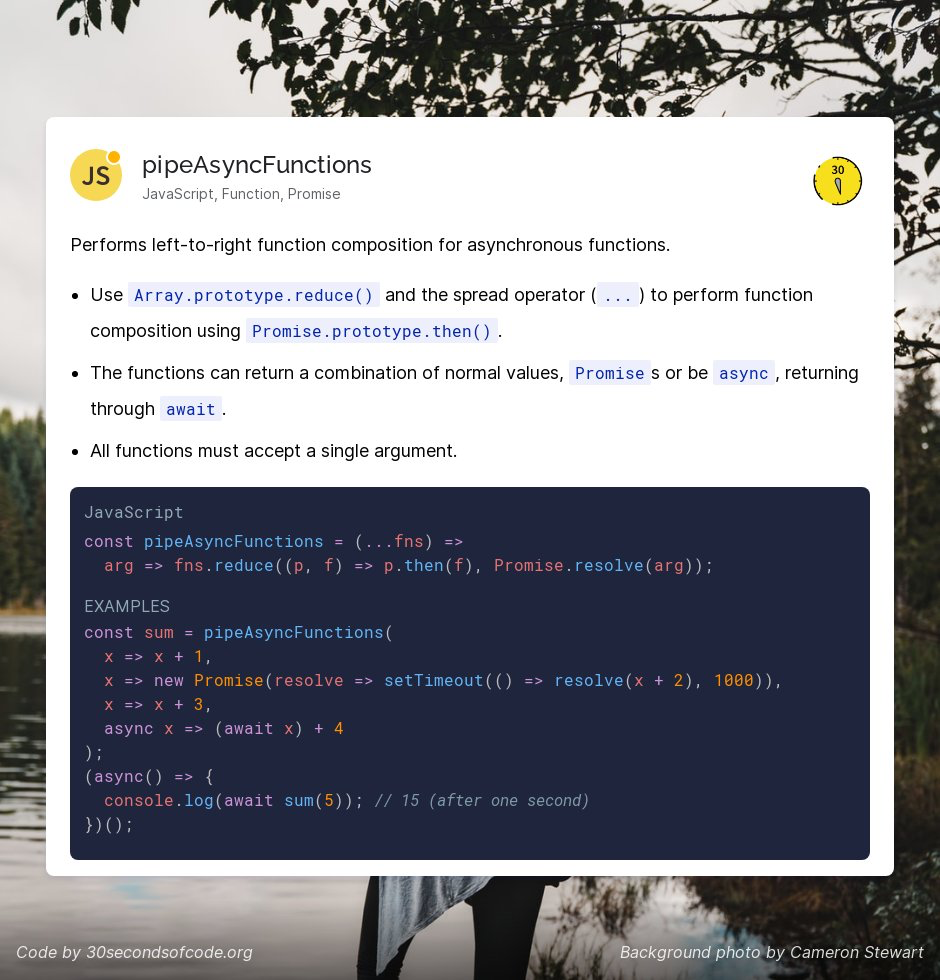 JS
pipeAsyncFunctions
30
JavaScript, Function, Promise
Performs left-to-right function composition for asynchronous functions.
• Use Array.prototype.reduce() and the spread operator (...) to perform function
composition using Promise.prototype.then().
• The functions can return a combination of normal values, Promises or be async, returning
through await.
• All functions must accept a single argument.
JavaScript
const pipeAsyncFunctions = (...fns) =>
  arg => fns.reduce((p, f) => p.then(f), Promise.resolve(arg));
EXAMPLES
const sum = pipeAsyncFunctions(
  x => x + 1,
  x => new Promise(resolve => setTimeout(() => resolve(x + 2), 1000)),
  x => x + 3,
  async x => (await x) + 4
);
(async() => {
  console.log(await sum(5)); // 15 (after one second)
})();
Code by 30secondsofcode.org
Background photo by Cameron Stewart